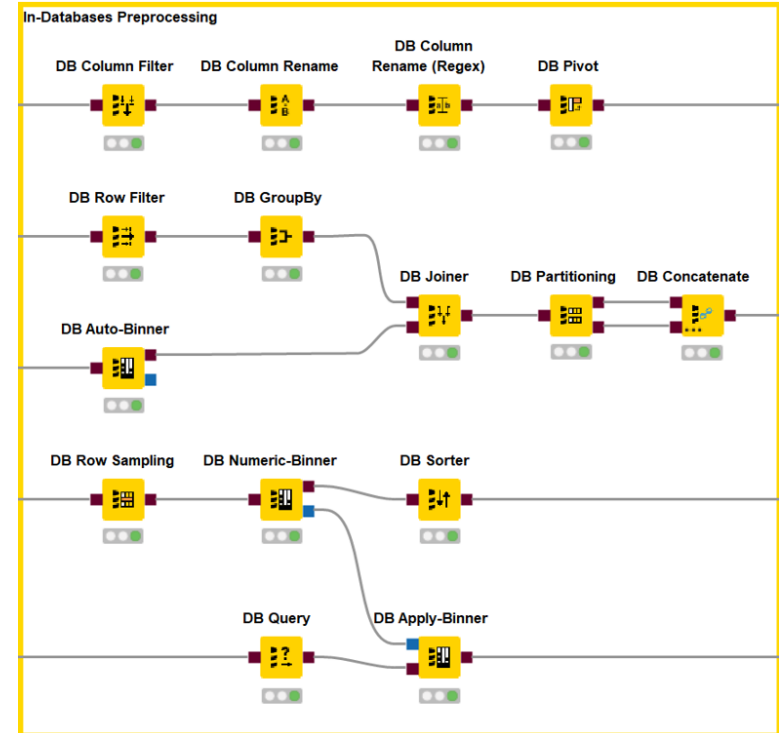 In-Databases Preprocessing
DB Column Filter
DB Column Rename
DB Column
Rename (Regex)
DB Pivot
DB Row Filter
DB GroupBy
DB Joiner
DB Partitioning
DB Concatenate
DB Auto-Binner
DB Row Sampling
DB Numeric-Binner
DB Sorter
DB Query
DB Apply-Binner